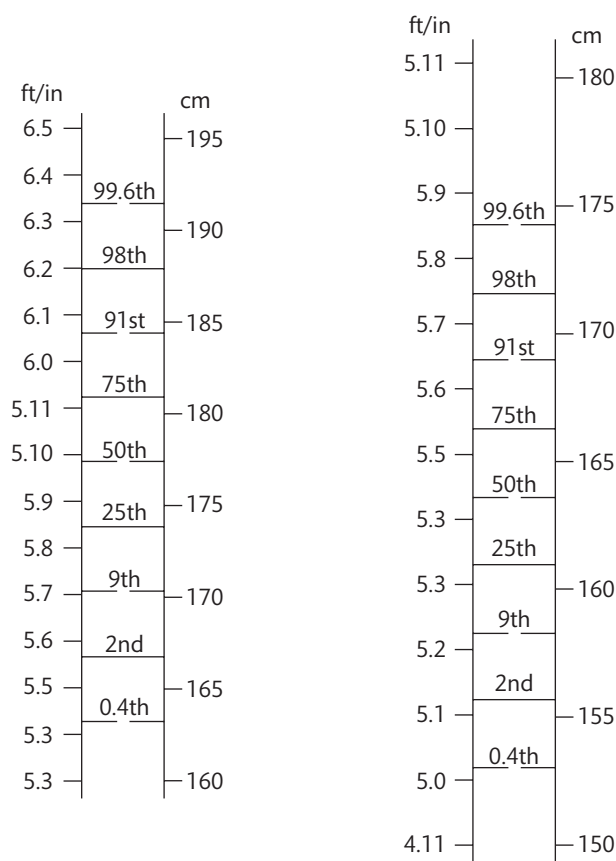 ft/in
6.5
6.4
6.3
6.2
6.1
6.0
5.11
5.10
5.9
5.8
5.7
5.6
5.5
5.3
5.3
99.6th
98th
91st
75th
50th
25th
9th
2nd
0.4th
cm
195
190
185
180
175
170
165
160
ft/in
5.11
5.10
5.9
5.8
5.7
5.6
5.5
5.3
5.3
5.2
5.1
5.0
4.11
99.6th
98th
91st
75th
50th
25th
9th
2nd
0.4th
cm
180
175
170
165
160
155
150